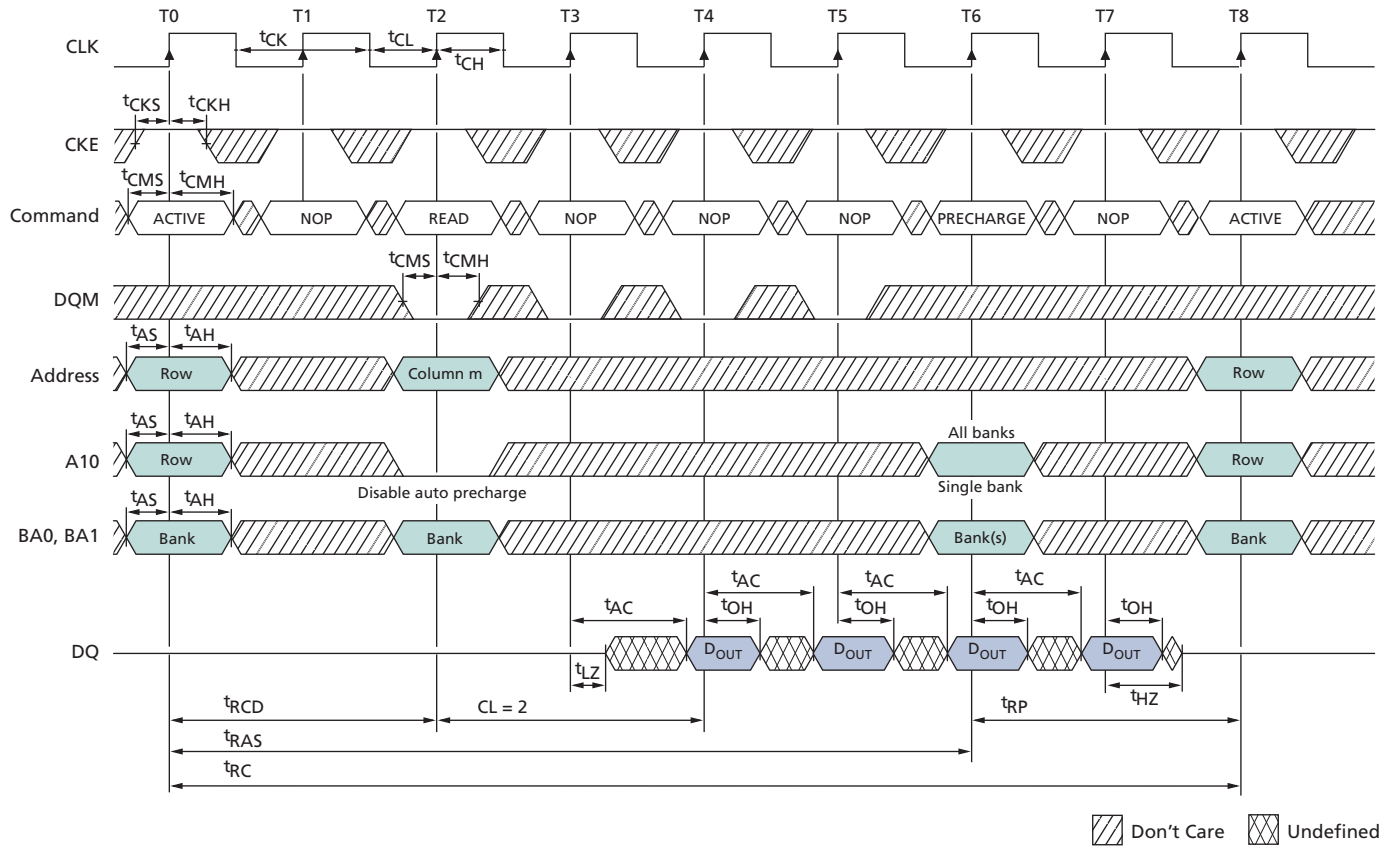 T0 T1 T2 T3 T4 T5 T6 T7 T8
CLK
tCK tCL
tCH
tCKS tCKH
CKE
tCMS tCMH
Command ACTIVE NOP READ NOP NOP NOP PRECHARGE NOP ACTIVE
tCMS tCMH
DQM
tAS tAH
Address Row Column m Row
tAS tAH
All banks
A10 Row Row
Disable auto precharge Single bank
tAS tAH
BA0, BA1 Bank Bank Bank(s) Bank
tAC tAC tAC
tAC tOH tOH tOH tOH
DQ DOUT DOUT DOUT DOUT
tLZ tHZ
tRCD CL = 2 tRP
tRAS
tRC
Don't Care Undefined